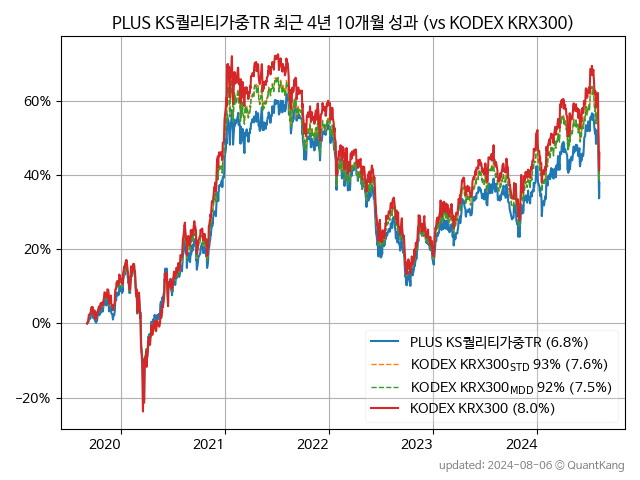 PLUS KS퀄리티가중TR 최근 4년 10개월 성과 (vs KODEX KRX300)
60%
40%
20%
0%
−20%
PLUS KS퀄리티가중TR (6.8%)
KODEX KRX300STD 93% (7.6%)
KODEX KRX300MDD 92% (7.5%)
KODEX KRX300 (8.0%)
2020 2021 2022 2023 2024
updated: 2024-08-06 © QuantKang